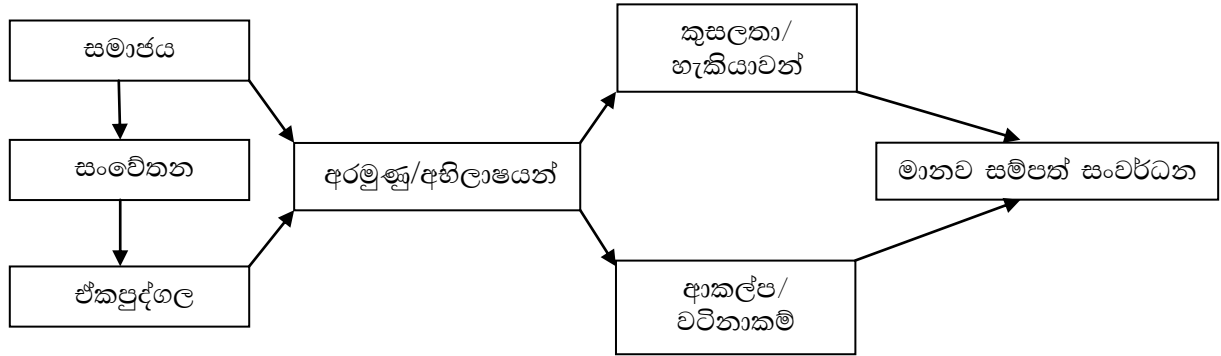 සමාජය
සංචේතන
ඒකපුද්ගල
අරමුණු/අභිලාෂයන්
කුසලතා/
හැකියාවන්
ආකල්ප/
වටිනාකම්
මානව සම්පත් සංවර්ධන